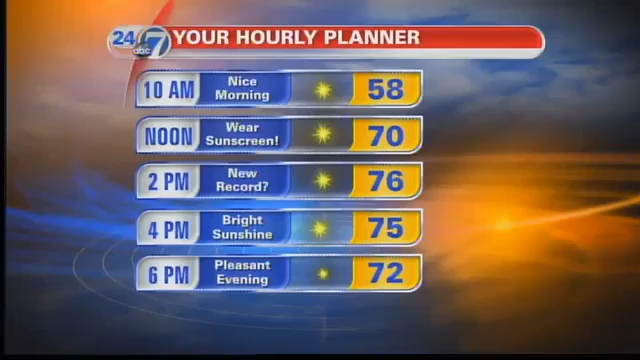 24 abc 7 YOUR HOURLY PLANNER
10 AM Nice Morning 58
NOON Wear Sunscreen! 70
2 PM New Record? 76
4 PM Bright Sunshine 75
6 PM Pleasant Evening 72